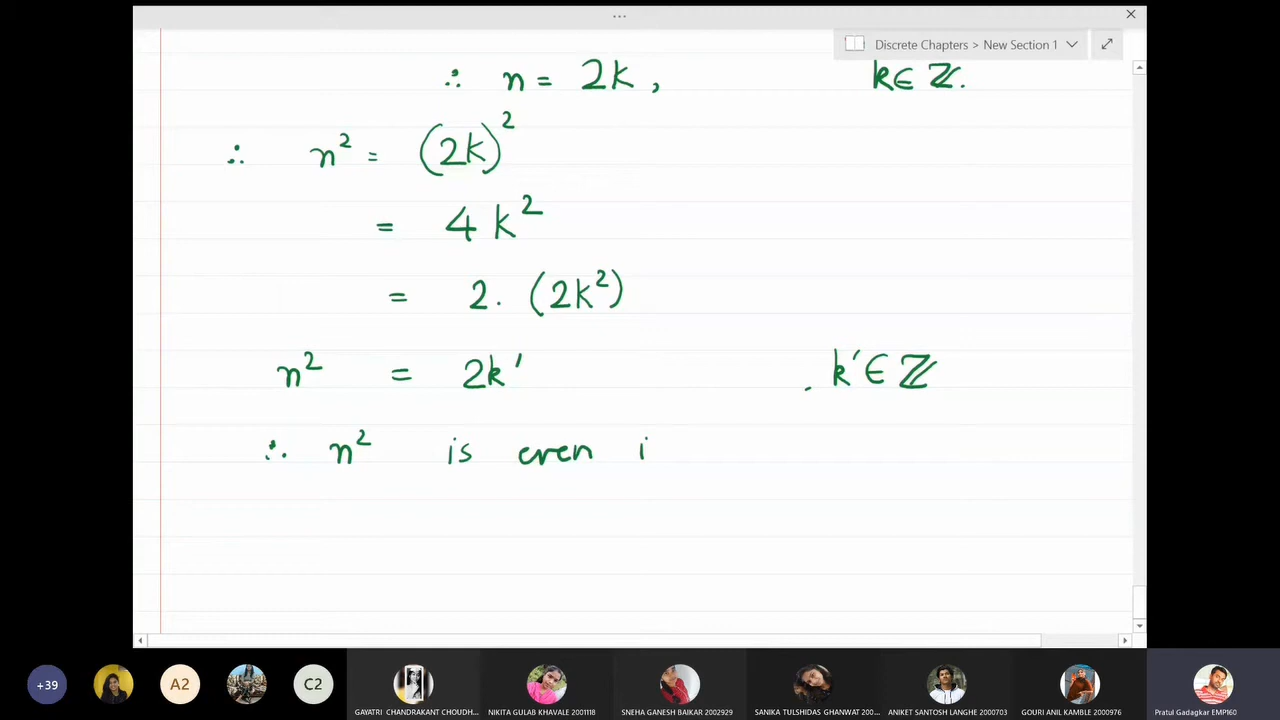 Discrete Chapters > New Section 1
∴ n = 2k, k∈ ℤ.
∴ n² = (2k)²
= 4k²
= 2. (2k²)
n² = 2k' . k'∈ ℤ
∴ n² is even i
+39
A2
C2
GAYATRI CHANDRAKANT CHOUDH...
NIKITA GULAB KHAVALE 2001118
SNEHA GANESH BAIKAR 2002929
SANIKA TULSHIDAS GHANWAT 200...
ANIKET SANTOSH LANGHE 2000703
GOURI ANIL KAMBLE 2000976
Pratul Gadagkar EMP160